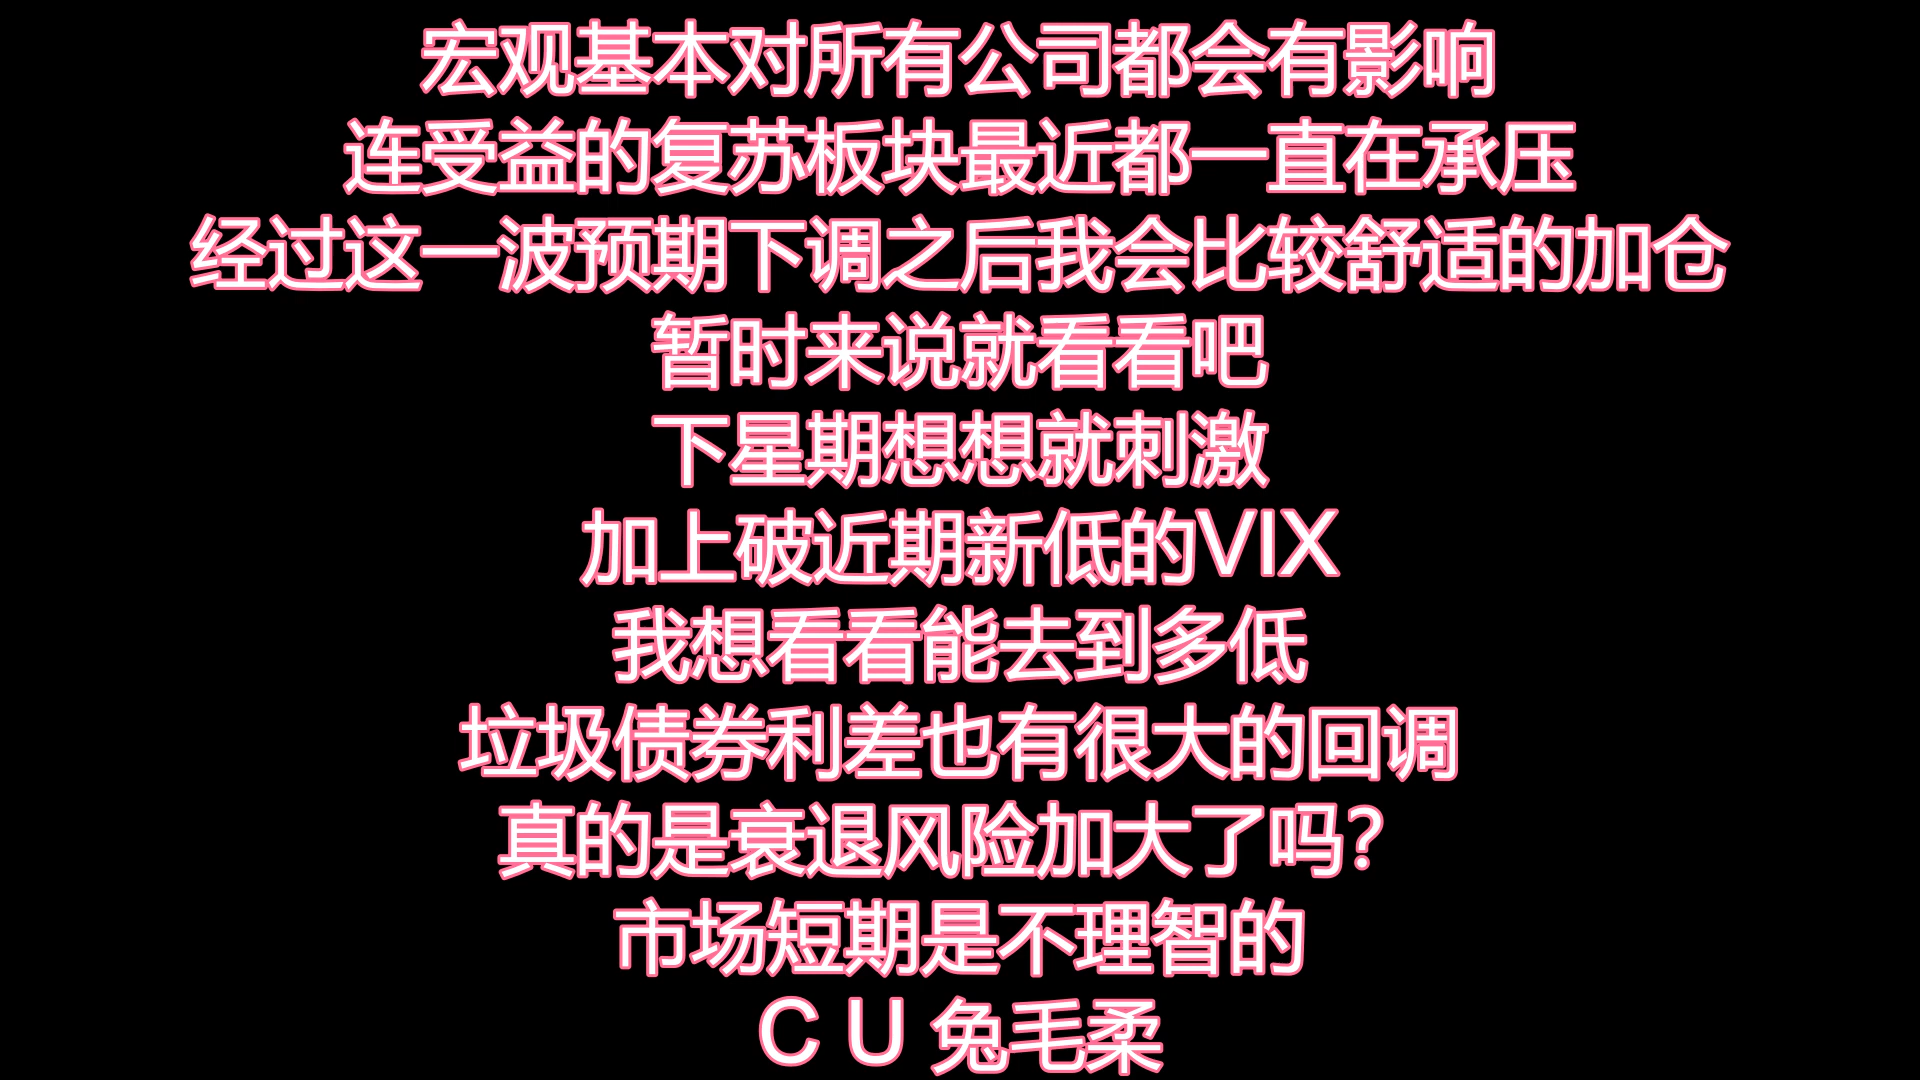 宏观基本对所有公司都会有影响
连受益的复苏板块最近都一直在承压
经过这一波预期下调之后我会比较舒适的加仓
暂时来说就看看吧
下星期想想就刺激
加上破近期新低的VIX
我想看看能去到多低
垃圾债券利差也有很大的回调
真的是衰退风险加大了吗？
市场短期是不理智的
C U 兔毛柔